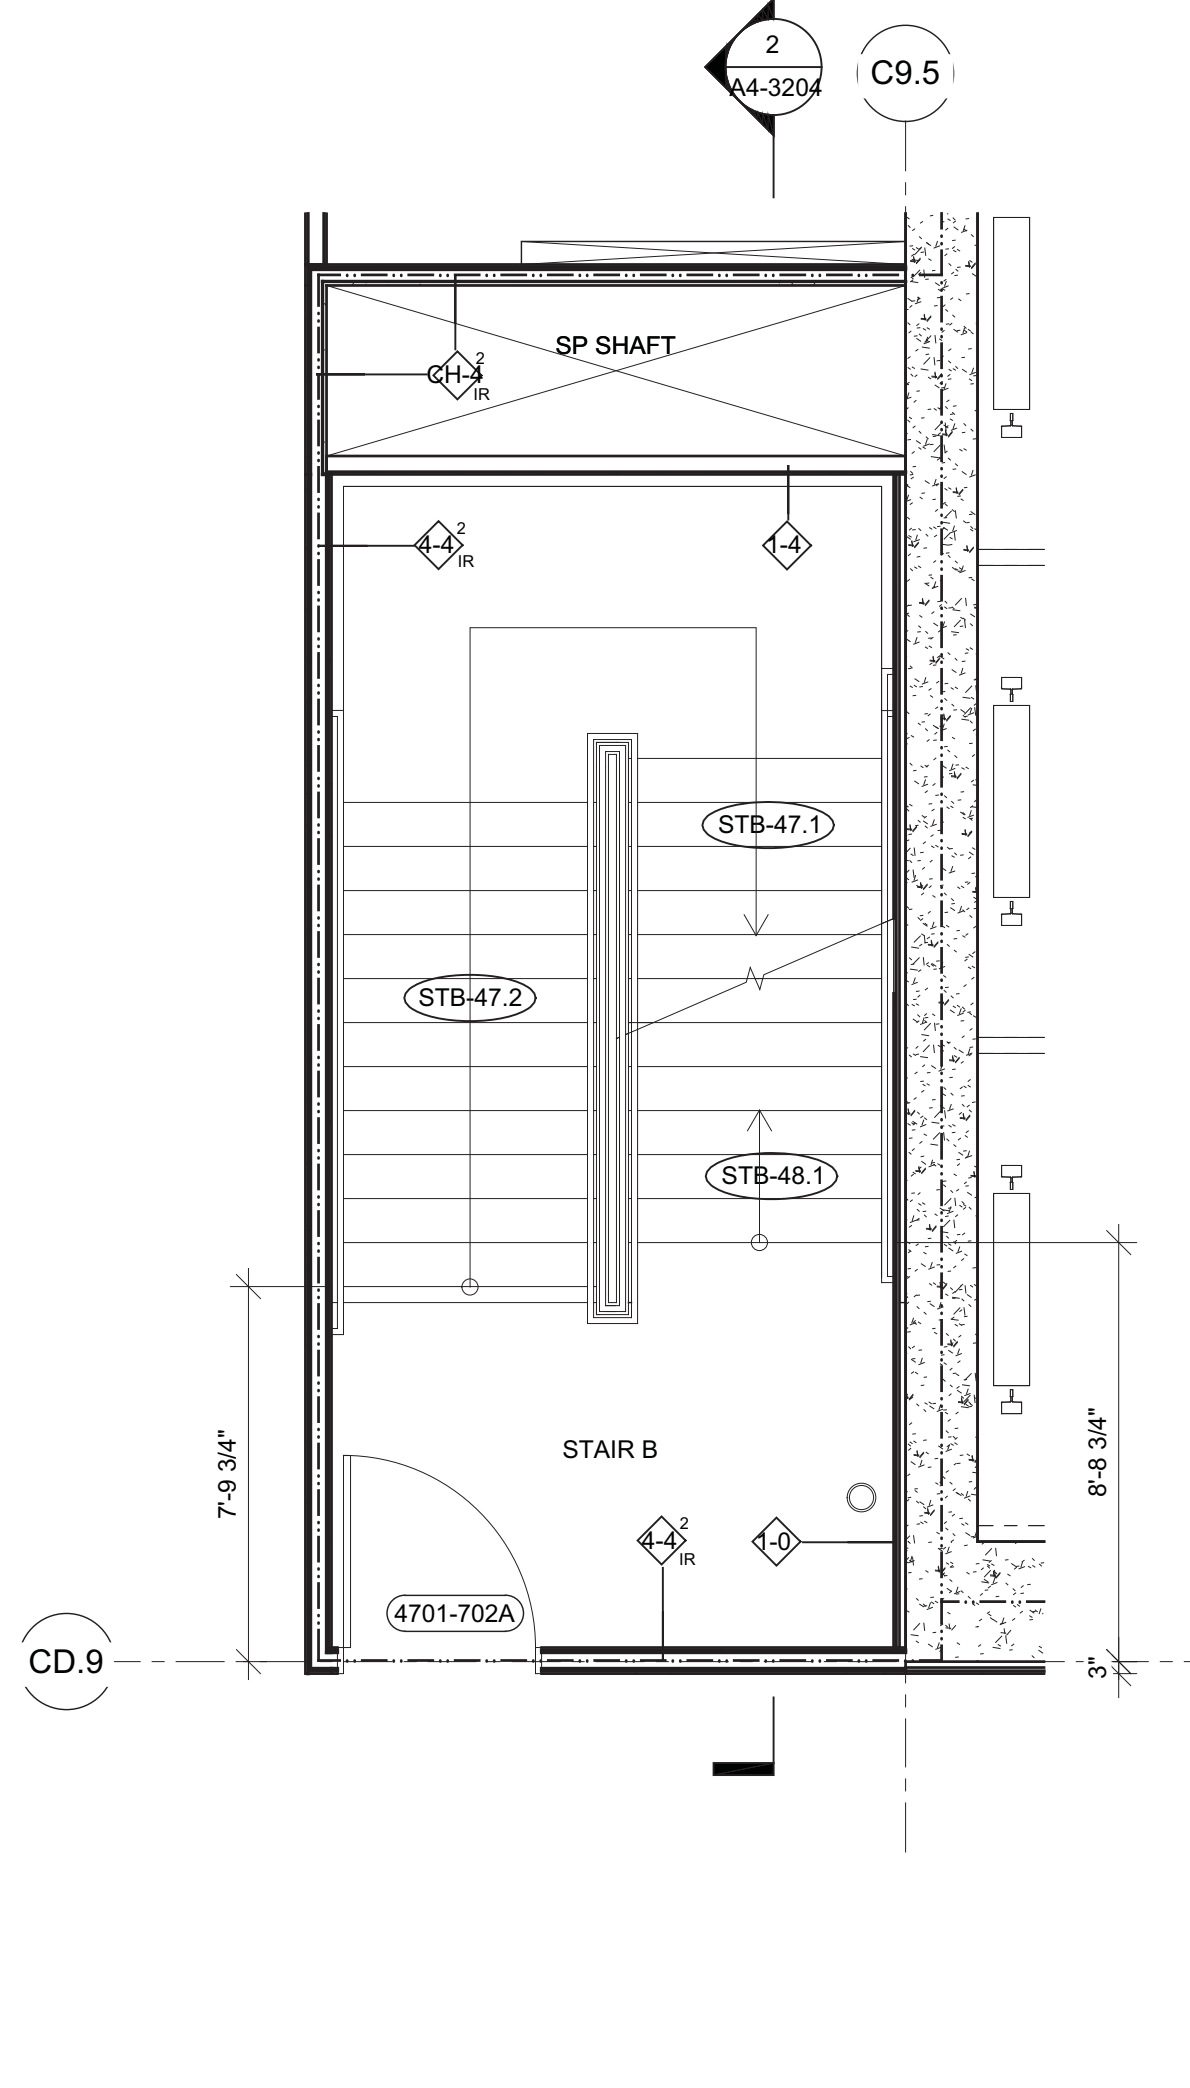 2
A4-3204
C9.5
SP SHAFT
CH-4
2
IR
4-4
2
IR
1-4
STB-47.1
STB-47.2
STB-48.1
7'-9 3/4"
8'-8 3/4"
STAIR B
4-4
2
IR
1-0
4701-702A
CD.9
3"